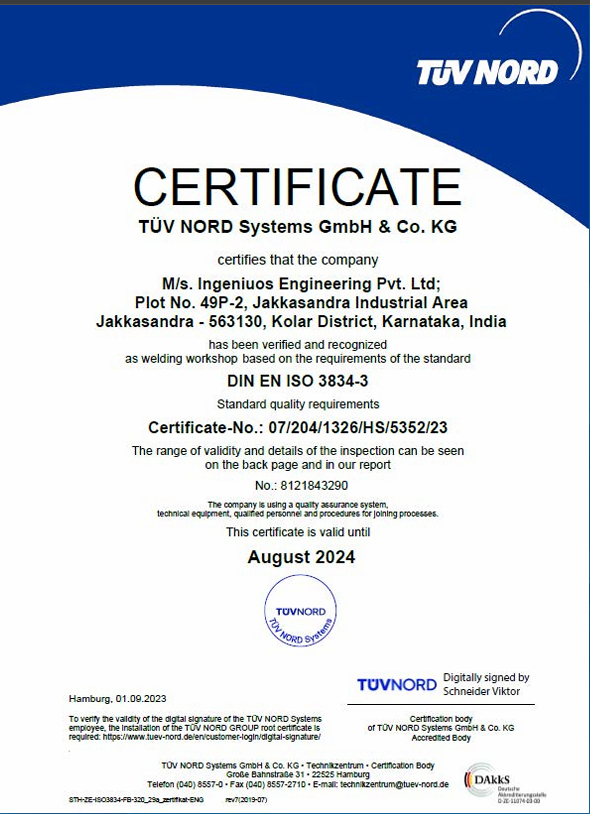 TÜV NORD
CERTIFICATE
TÜV NORD Systems GmbH & Co. KG
certifies that the company
M/s. Ingeniuos Engineering Pvt. Ltd;
Plot No. 49P-2, Jakkasandra Industrial Area
Jakkasandra - 563130, Kolar District, Karnataka, India
has been verified and recognized
as welding workshop based on the requirements of the standard
DIN EN ISO 3834-3
Standard quality requirements
Certificate-No.: 07/204/1326/HS/5352/23
The range of validity and details of the inspection can be seen
on the back page and in our report
No.: 8121843290
The company is using a quality assurance system,
technical equipment, qualified personnel and procedures for joining processes.
This certificate is valid until
August 2024
TÜVNORD
TÜV NORD Systems
TÜVNORD
Digitally signed by
Schneider Viktor
Hamburg, 01.09.2023
To verify the validity of the digital signature of the TÜV NORD Systems
employee, the installation of the TÜV NORD GROUP root certificate is
required: https://www.tuev-nord.de/en/customer-login/digital-signature/
.
Certification body
of TÜV NORD Systems GmbH & Co. KG
Accredited Body
TÜV NORD Systems GmbH & Co. KG • Technikzentrum • Certification Body
Große Bahnstraße 31 • 22525 Hamburg
Telefon (040) 8557-0 • Fax (040) 8557-2710 • E-mail: technikzentrum@tuev-nord.de
DAkkS
Deutsche
Akkreditierungsstelle
D-ZE-11074-03-00
STH-ZE-ISO3834-FB-320_29a_zertifikat-ENG rev7(2019-07)